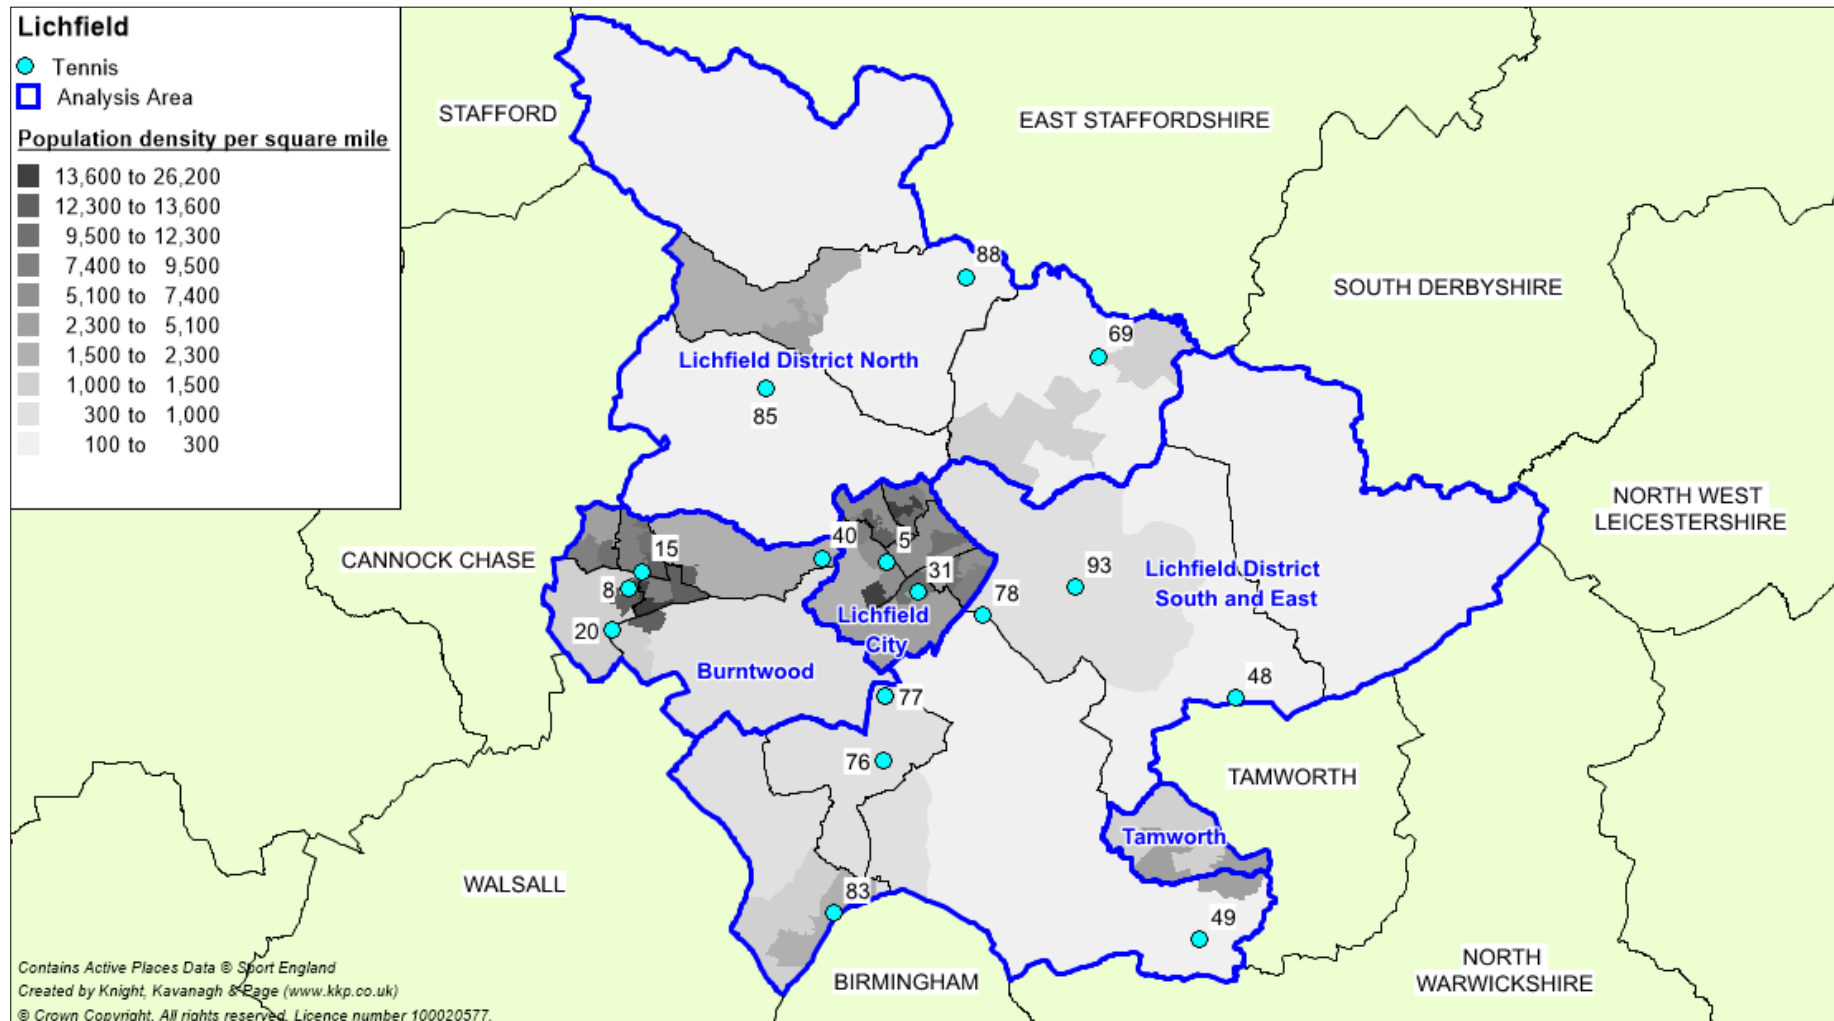 Lichfield
Tennis
Analysis Area
Population density per square mile
13,600 to 26,200
12,300 to 13,600
9,500 to 12,300
7,400 to 9,500
5,100 to 7,400
2,300 to 5,100
1,500 to 2,300
1,000 to 1,500
300 to 1,000
100 to 300
STAFFORD
EAST STAFFORDSHIRE
88
SOUTH DERBYSHIRE
69
Lichfield District North
85
NORTH WEST
LEICESTERSHIRE
CANNOCK CHASE
15
40
5
8
31
93
78
Lichfield District
South and East
20
Lichfield
City
Burntwood
77
48
76
TAMWORTH
Tamworth
WALSALL
83
49
BIRMINGHAM
NORTH
WARWICKSHIRE
Contains Active Places Data © Sport England
Created by Knight, Kavanagh & Page (www.kkp.co.uk)
© Crown Copyright. All rights reserved. Licence number 100020577.